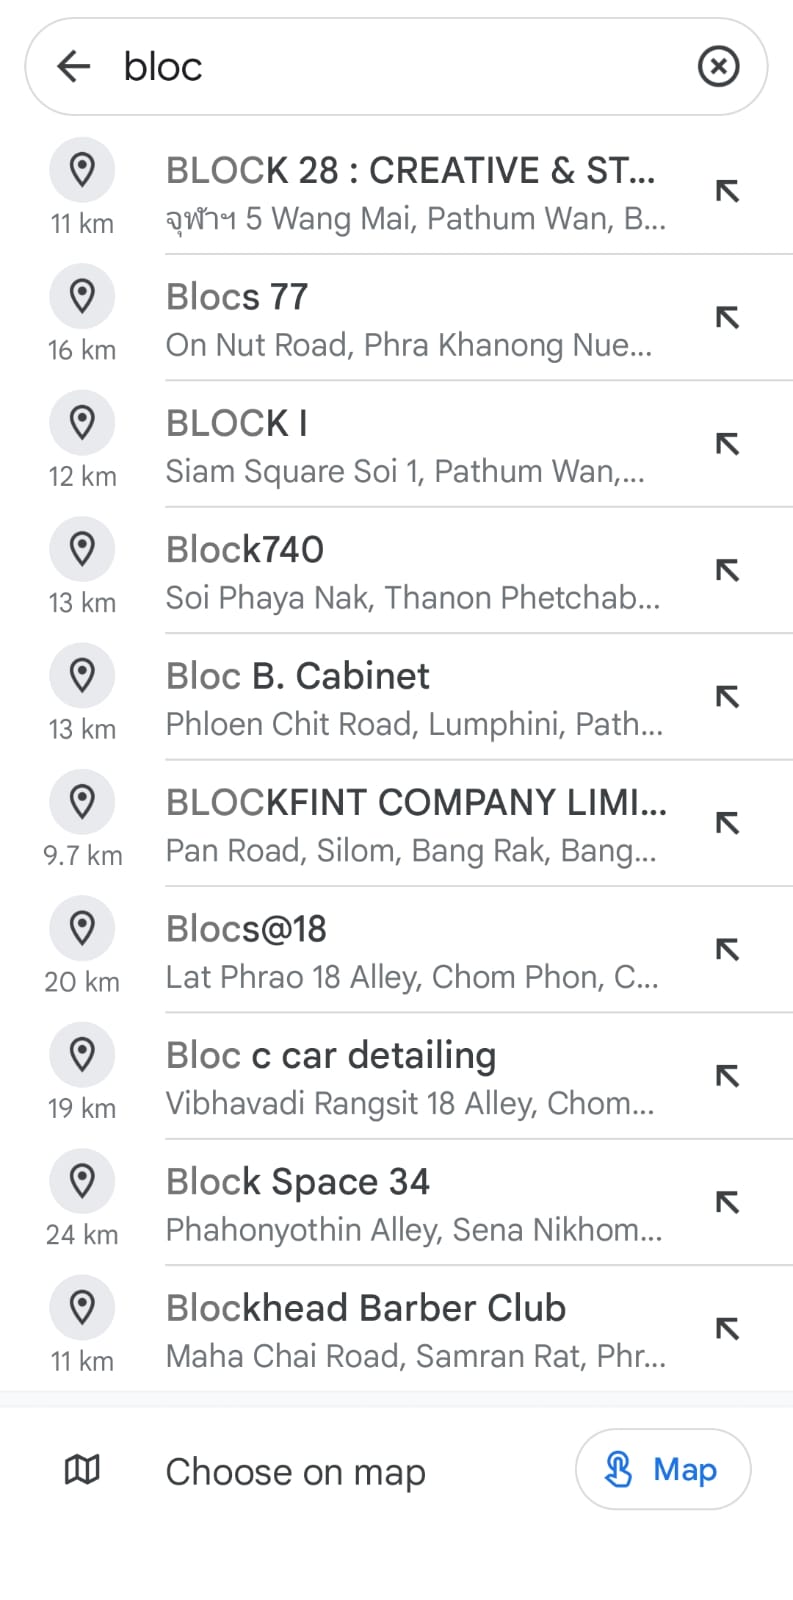 bloc
BLOCK 28 : CREATIVE & ST...
11 km
จุฬาฯ 5 Wang Mai, Pathum Wan, B...
Blocs 77
16 km
On Nut Road, Phra Khanong Nue...
BLOCK I
12 km
Siam Square Soi 1, Pathum Wan,...
Block740
13 km
Soi Phaya Nak, Thanon Phetchab...
Bloc B. Cabinet
13 km
Phloen Chit Road, Lumphini, Path...
BLOCKFINT COMPANY LIMI...
9.7 km
Pan Road, Silom, Bang Rak, Bang...
Blocs@18
20 km
Lat Phrao 18 Alley, Chom Phon, C...
Bloc c car detailing
19 km
Vibhavadi Rangsit 18 Alley, Chom...
Block Space 34
24 km
Phahonyothin Alley, Sena Nikhom...
Blockhead Barber Club
11 km
Maha Chai Road, Samran Rat, Phr...
Choose on map
Map